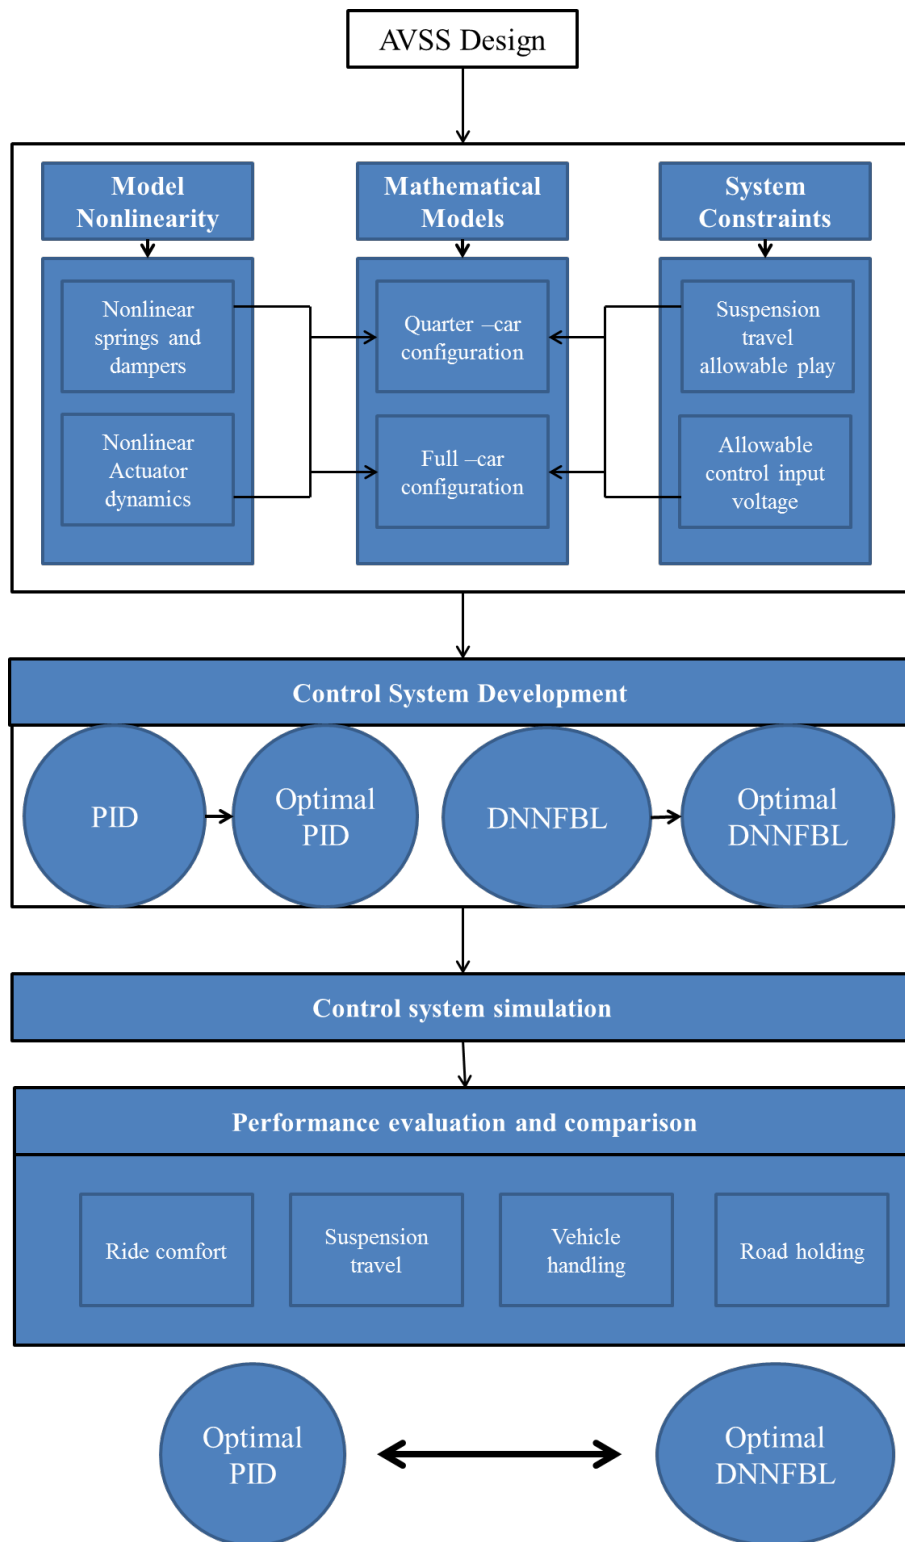 AVSS Design
Model
Nonlinearity
Mathematical
Models
System
Constraints
Nonlinear
springs and
dampers
Quarter –car
configuration
Suspension
travel
allowable play
Nonlinear
Actuator
dynamics
Full –car
configuration
Allowable
control input
voltage
Control System Development
PID
Optimal
PID
DNNFBL
Optimal
DNNFBL
Control system simulation
Performance evaluation and comparison
Ride comfort
Suspension
travel
Vehicle
handling
Road holding
Optimal
PID
Optimal
DNNFBL